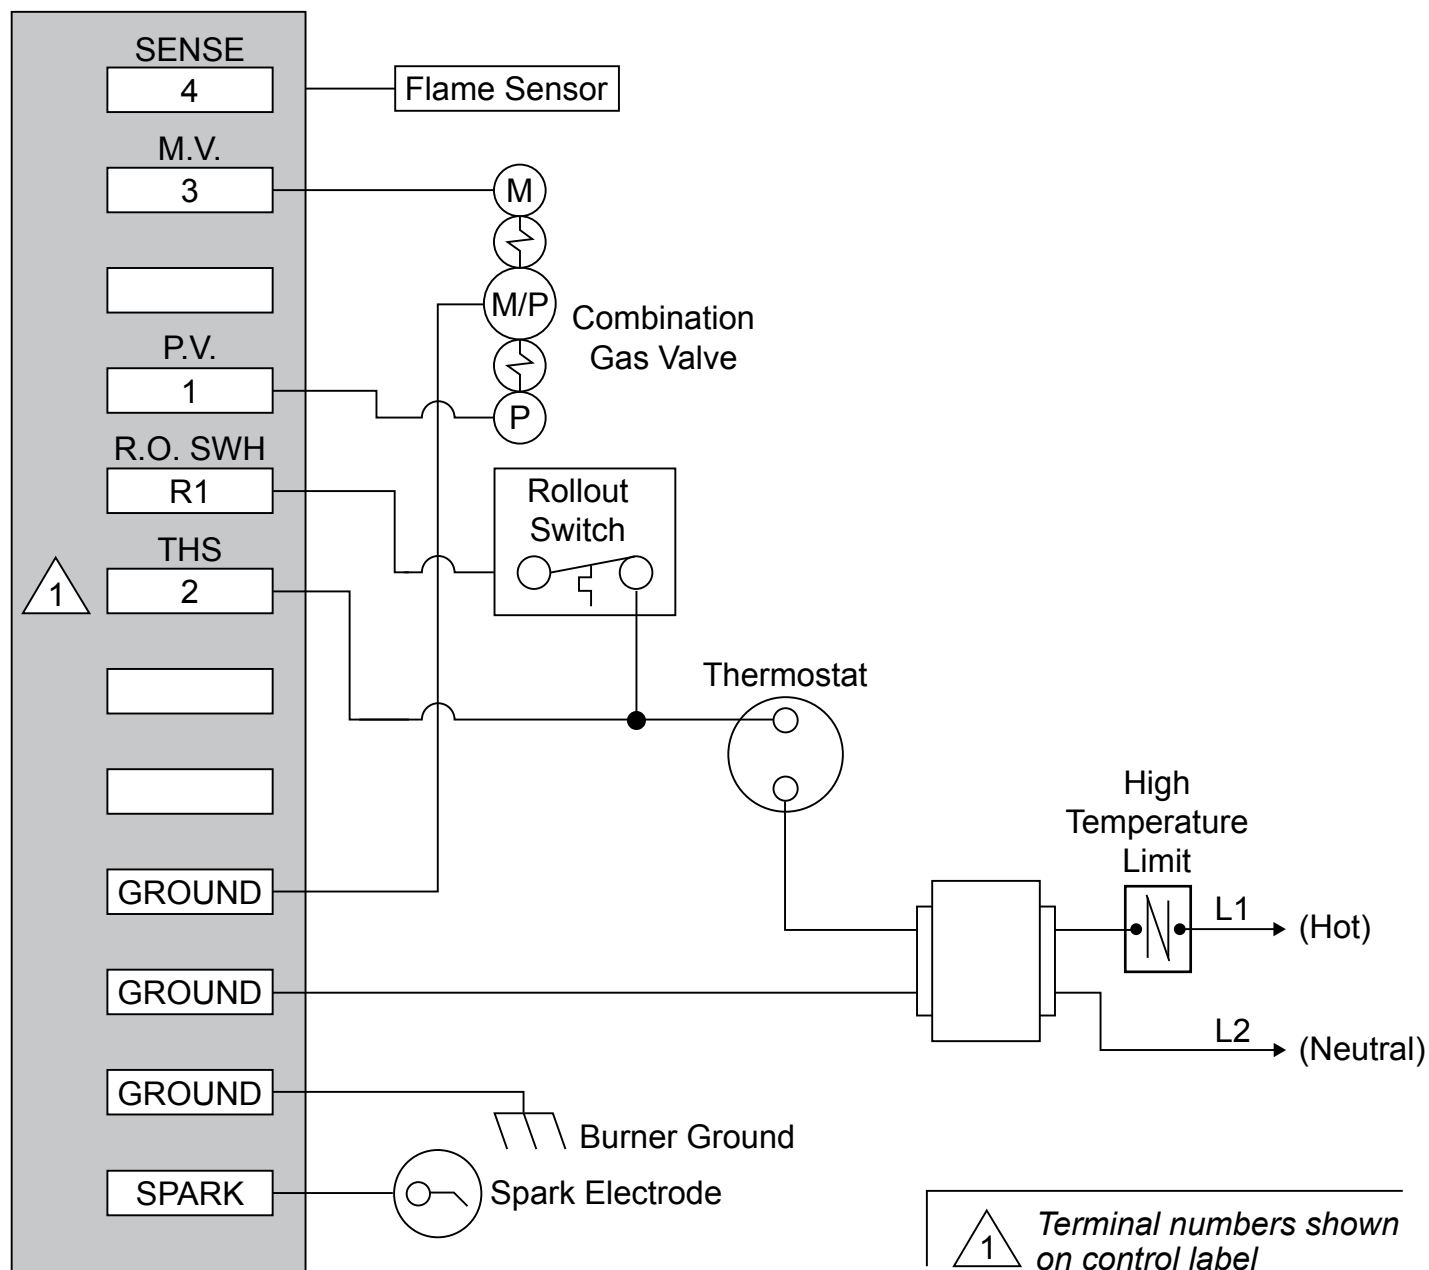 SENSE
4
Flame Sensor
M.V.
3
M
M/P
Combination
Gas Valve
P.V.
1
P
R.O. SWH
R1
Rollout
Switch
THS
1
2
Thermostat
High
Temperature
Limit
GROUND
L1
(Hot)
GROUND
L2
(Neutral)
GROUND
Burner Ground
SPARK
Spark Electrode
1
Terminal numbers shown
on control label